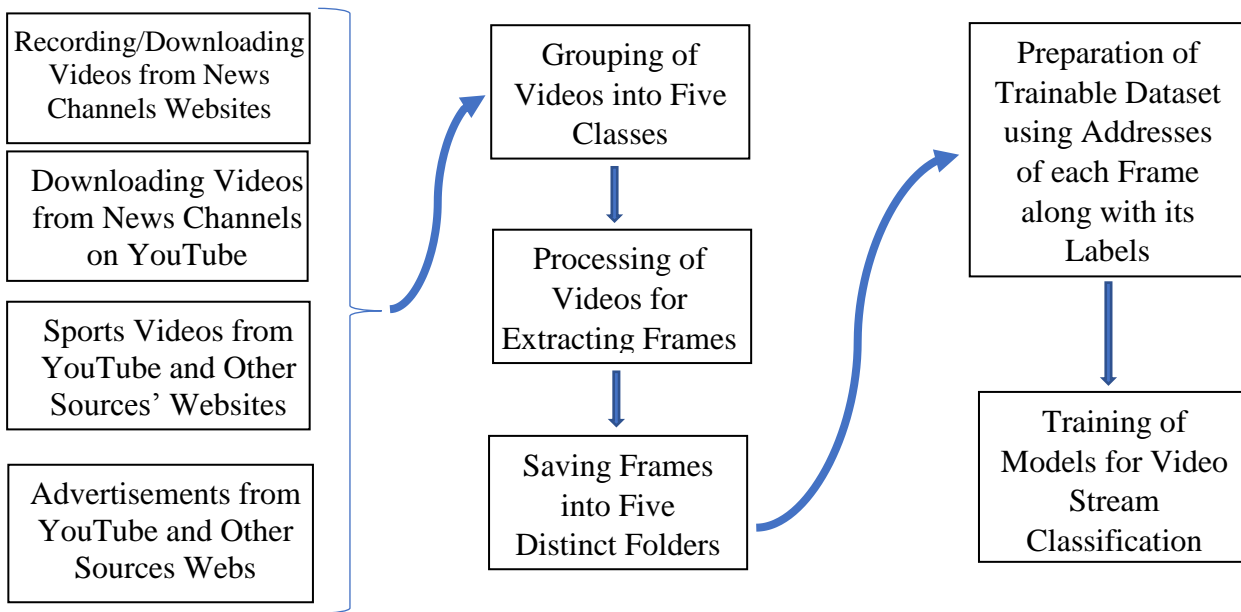 Recording/Downloading
Videos from News
Channels Websites
Downloading Videos
from News Channels
on YouTube
Sports Videos from
YouTube and Other
Sources’ Websites
Advertisements from
YouTube and Other
Sources Webs
Grouping of
Videos into Five
Classes
Processing of
Videos for
Extracting Frames
Saving Frames
into Five
Distinct Folders
Preparation of
Trainable Dataset
using Addresses
of each Frame
along with its
Labels
Training of
Models for Video
Stream
Classification